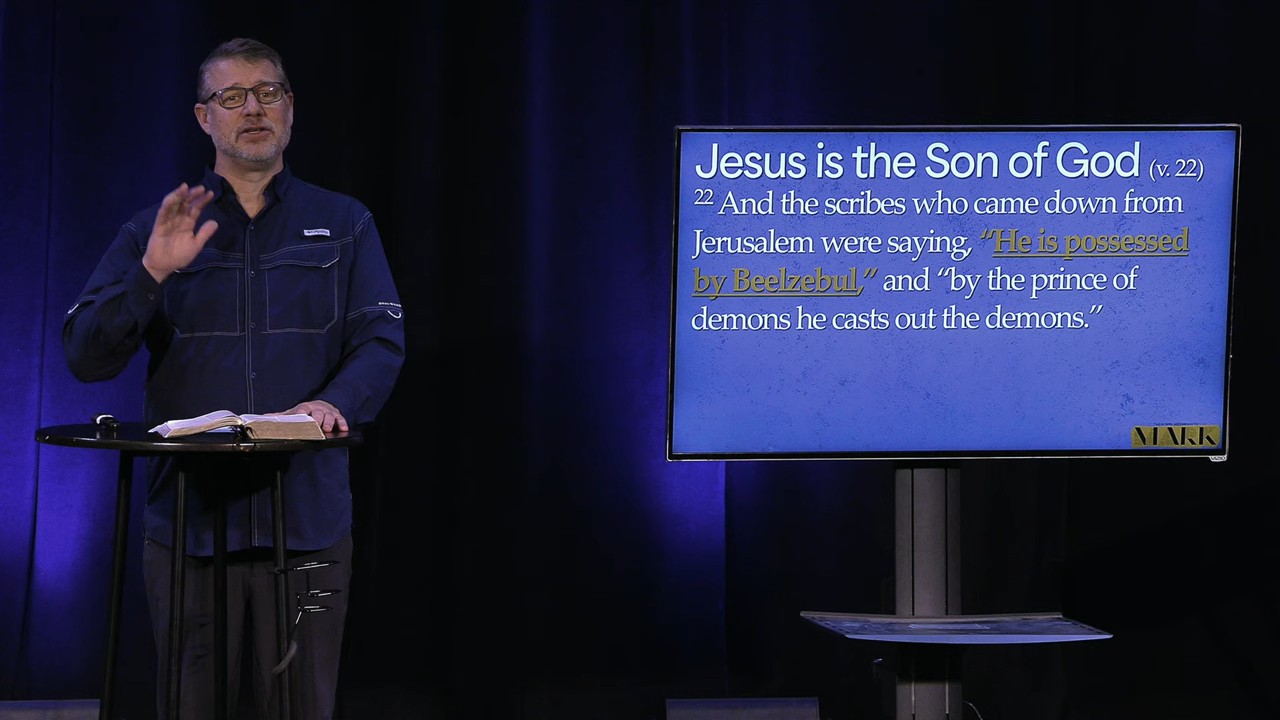 Jesus is the Son of God (v. 22)
22 And the scribes who came down from
Jerusalem were saying, “He is possessed
by Beelzebul,” and “by the prince of
demons he casts out the demons.”
MARK